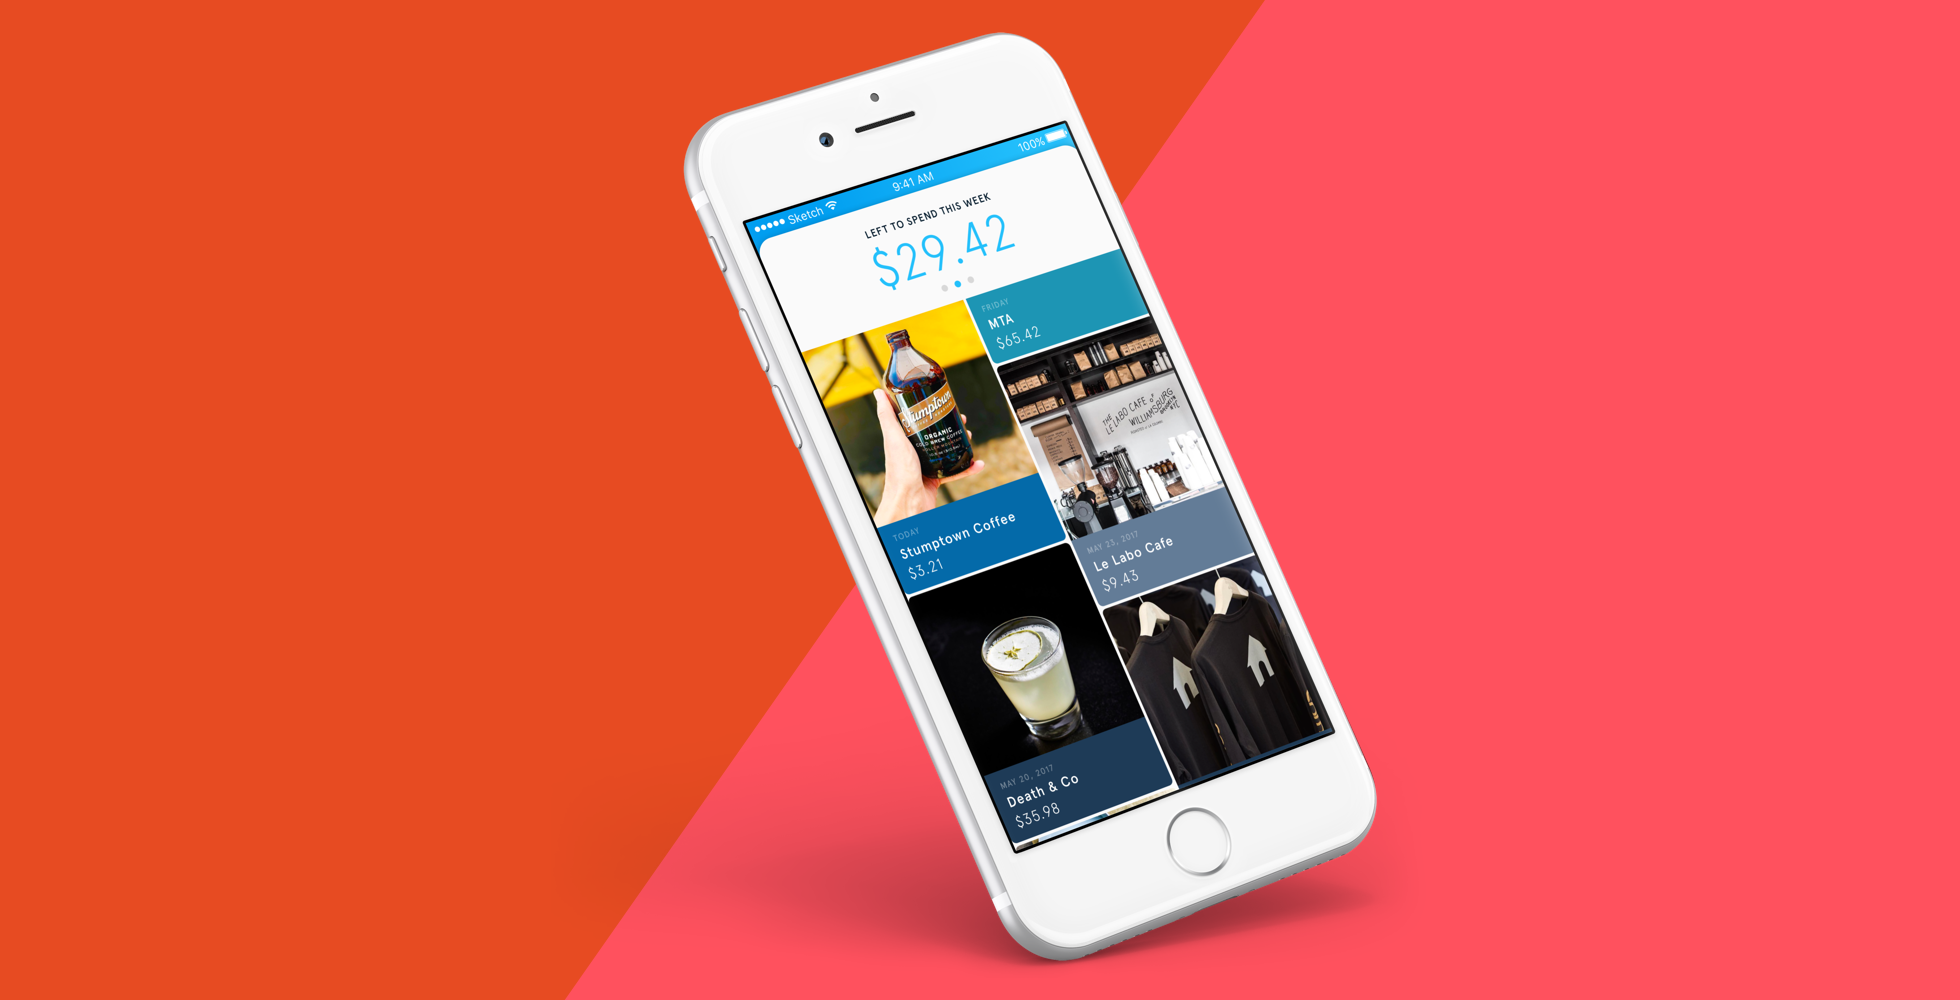 Sketch
9:41 AM
100%
LEFT TO SPEND THIS WEEK
$29.42
FRIDAY
MTA
$65.42
Stumptown
ORGANIC
COLD BREW COFFEE
THE
LE LABO CAFE OF
WILLIAMSBURG
BROOKLYN
NYC
TODAY
Stumptown Coffee
$3.21
MAY 23, 2017
Le Labo Cafe
$9.43
MAY 20, 2017
Death & Co
$35.98